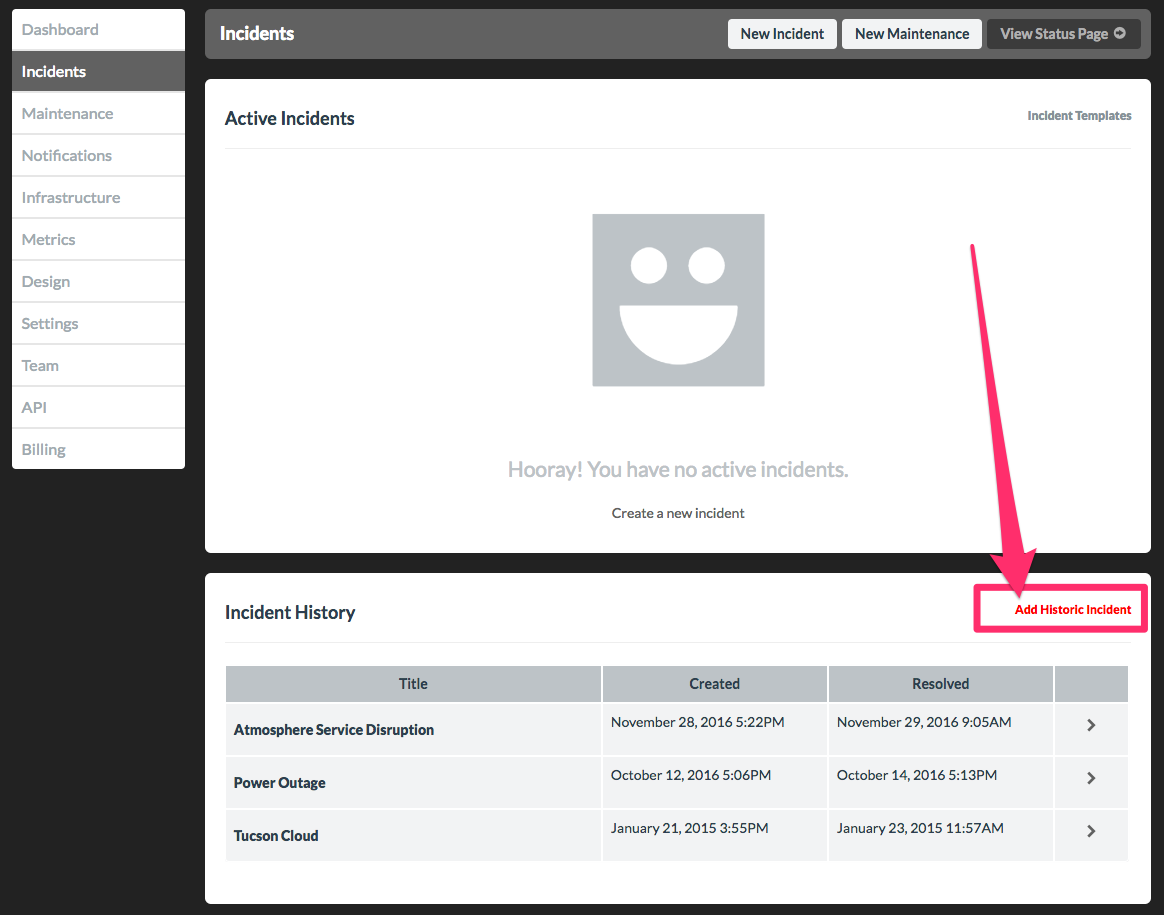 Dashboard
Incidents
Maintenance
Notifications
Infrastructure
Metrics
Design
Settings
Team
API
Billing
Incidents
New Incident
New Maintenance
View Status Page
Active Incidents
Incident Templates
Hooray! You have no active incidents.
Create a new incident
Incident History
Add Historic Incident
Title Created Resolved
Atmosphere Service Disruption November 28, 2016 5:22PM November 29, 2016 9:05AM
Power Outage October 12, 2016 5:06PM October 14, 2016 5:13PM
Tucson Cloud January 21, 2015 3:55PM January 23, 2015 11:57AM